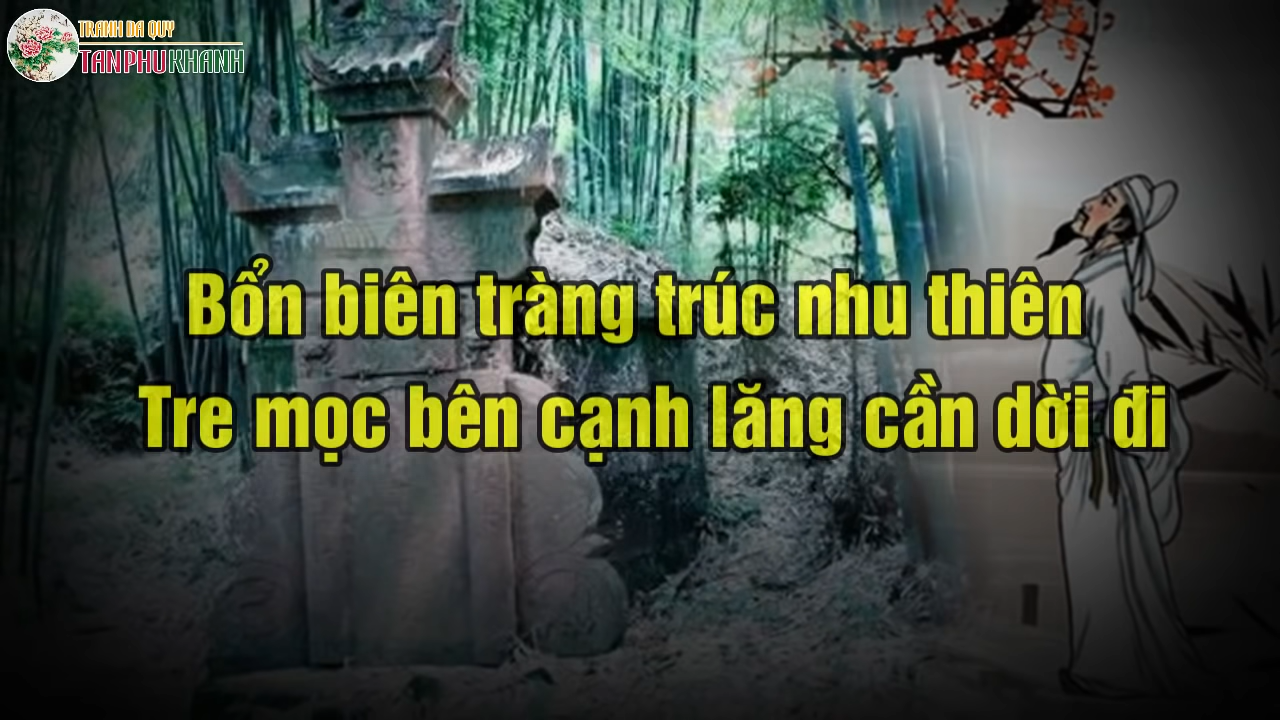 TRANH DA QUY
TANPHUKHANH
Bổn biên tràng trúc nhu thiên
Tre mọc bên cạnh lăng cần dời đi